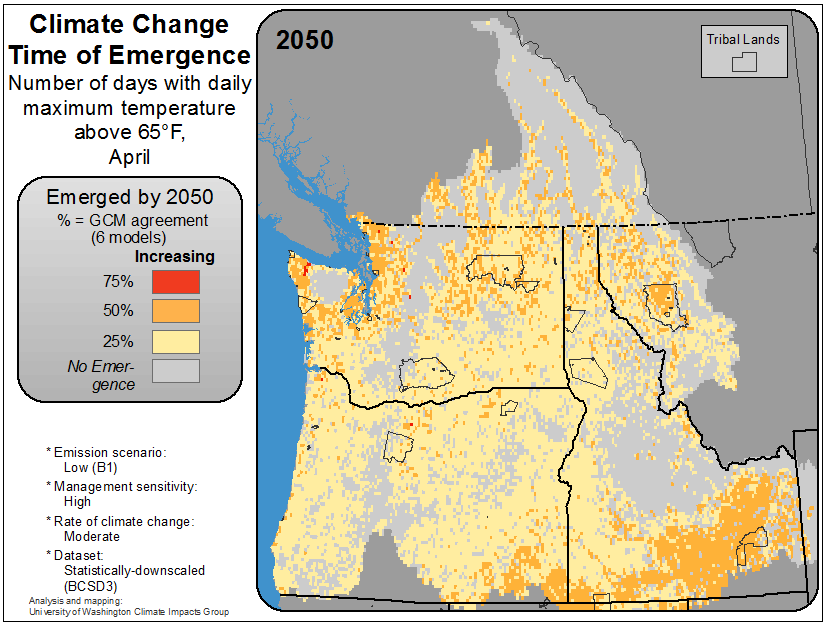 Climate Change
Time of Emergence
Number of days with daily
maximum temperature
above 65°F,
April
Emerged by 2050
% = GCM agreement
(6 models)
Increasing
75%
50%
25%
No Emer-
gence
* Emission scenario:
Low (B1)
* Management sensitivity:
High
* Rate of climate change:
Moderate
* Dataset:
Statistically-downscaled
(BCSD3)
Analysis and mapping:
University of Washington Climate Impacts Group
2050
Tribal Lands